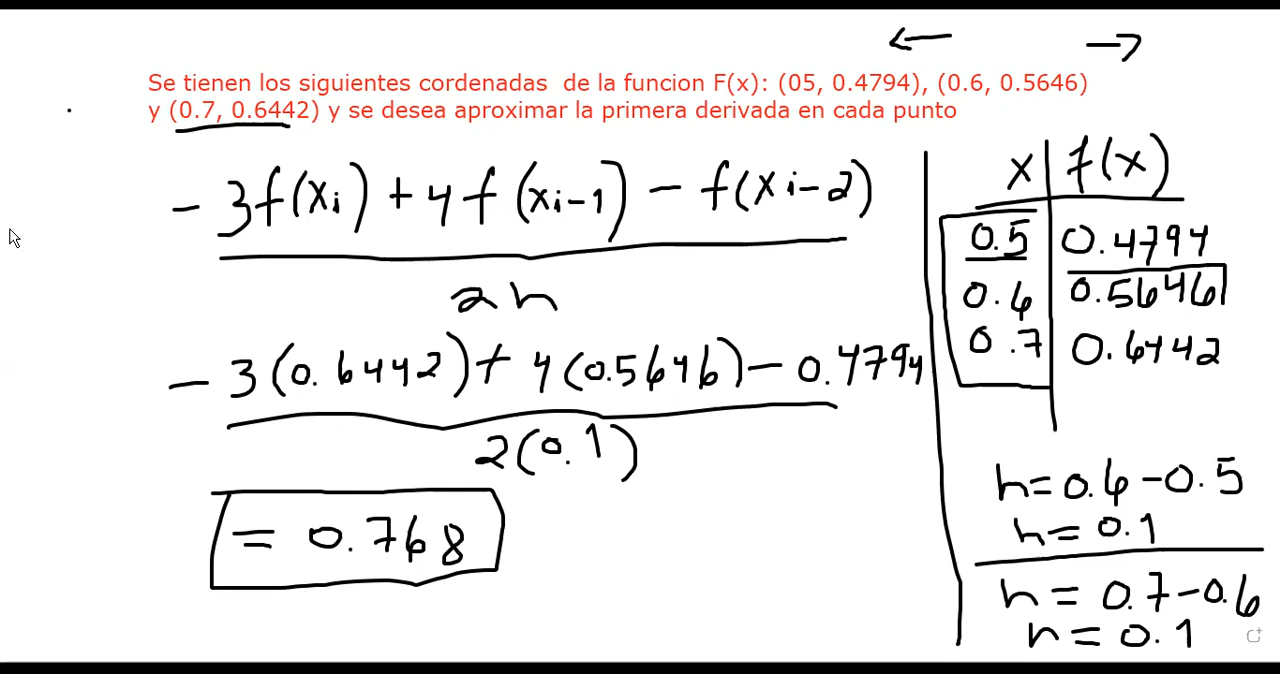 Se tienen los siguientes cordenadas de la funcion F(x): (05, 0.4794), (0.6, 0.5646)
y (0.7, 0.6442) y se desea aproximar la primera derivada en cada punto
- 3f(xi) + 4f(xi-1) - f(xi-2)
2h
- 3(0.6442) + 4(0.5646) - 0.4794
2(0.1)
= 0.768
x f(x)
0.5 0.4794
0.6 0.5646
0.7 0.6442
h = 0.6 - 0.5
h = 0.1
h = 0.7 - 0.6
h = 0.1